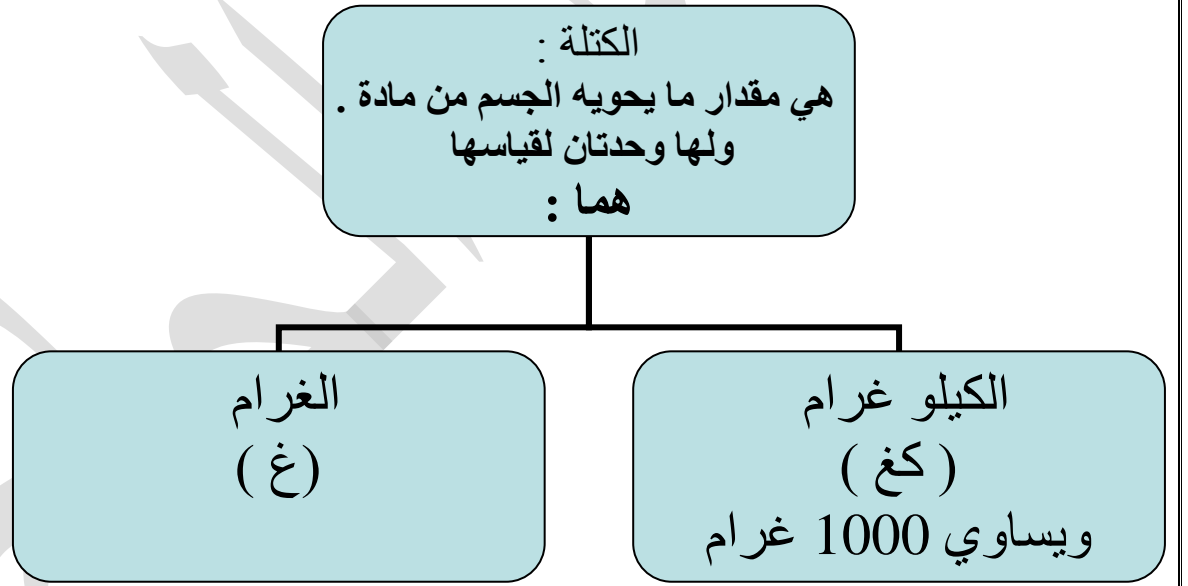 الكتلة :
هي مقدار ما يحويه الجسم من مادة .
ولها وحدتان لقياسها
هما :
الكيلو غرام
( كغ )
ويساوي 1000 غرام
الغرام
(غ )